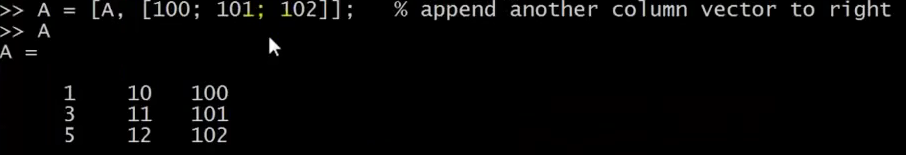 >> A = [A, [100; 101; 102]];   % append another column vector to right
>> A
A =
1 10 100
3 11 101
5 12 102